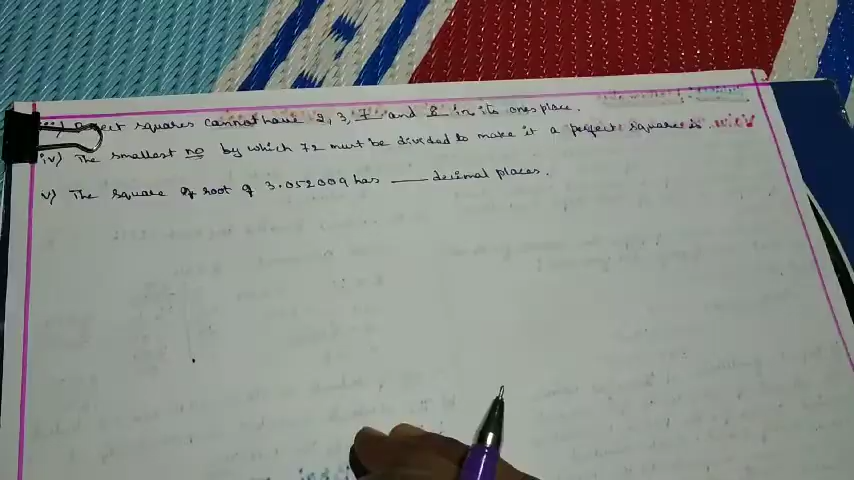 Perfect squares cannot have 2, 3, 7 and 8 in its ones place.
iv) The smallest no by which 72 must be divided to make it a perfect square is
v) The square root of 3.052009 has ___ decimal places.